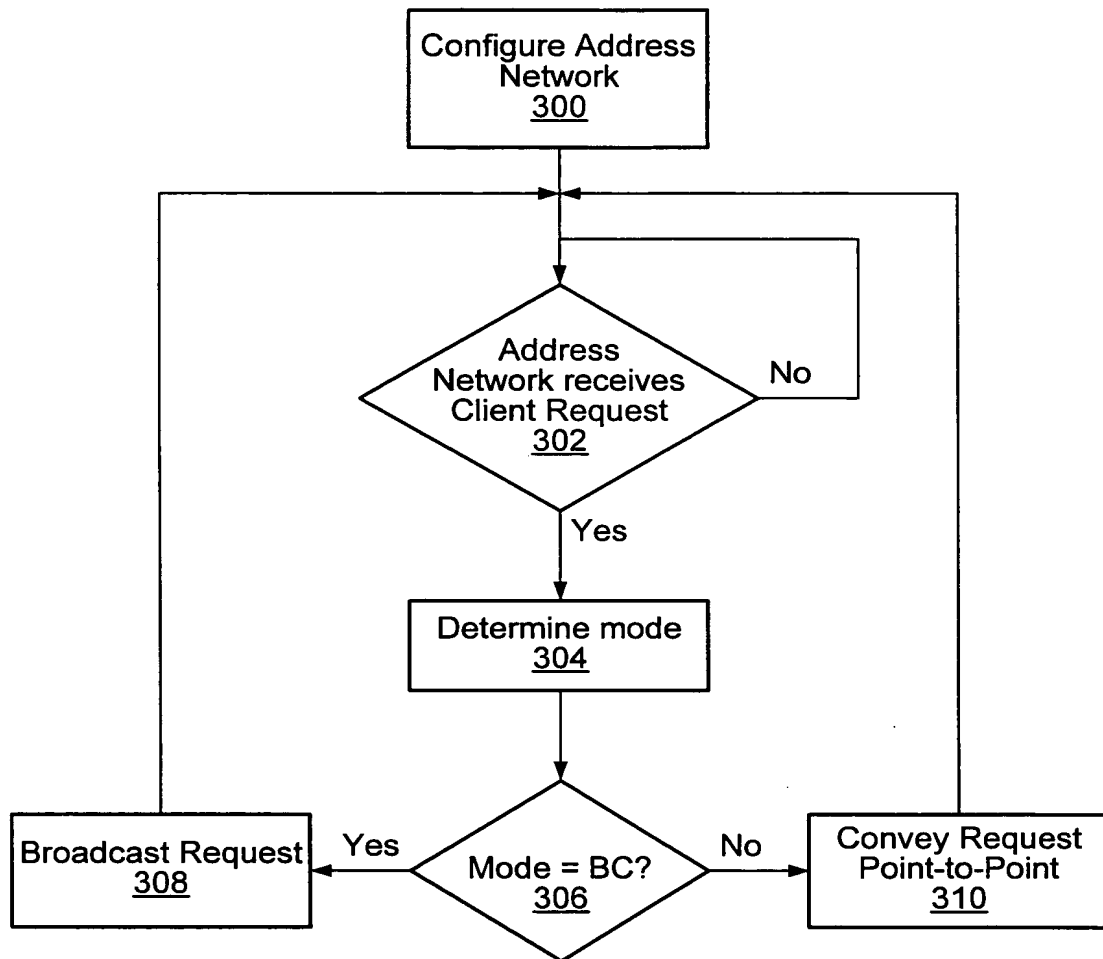 Configure Address
Network
300
Address
Network receives
Client Request
302
No
Yes
Determine mode
304
Broadcast Request
308
Yes
Mode = BC?
306
No
Convey Request
Point-to-Point
310